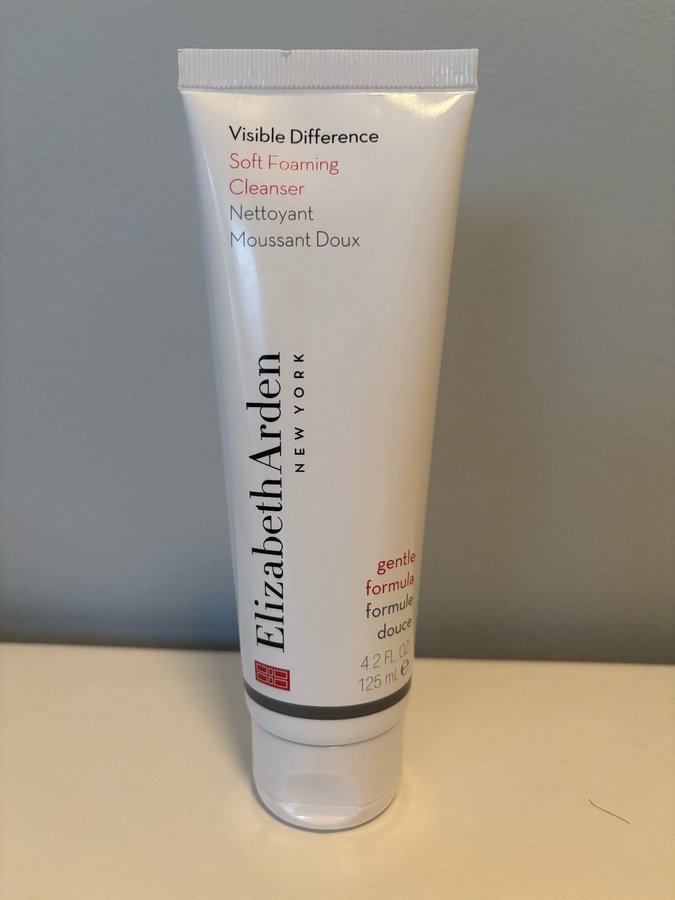 Visible Difference
Soft Foaming
Cleanser
Nettoyant
Moussant Doux
Elizabeth Arden
NEW YORK
gentle
formula
formule
douce
4.2 FL OZ
125 mL ℮